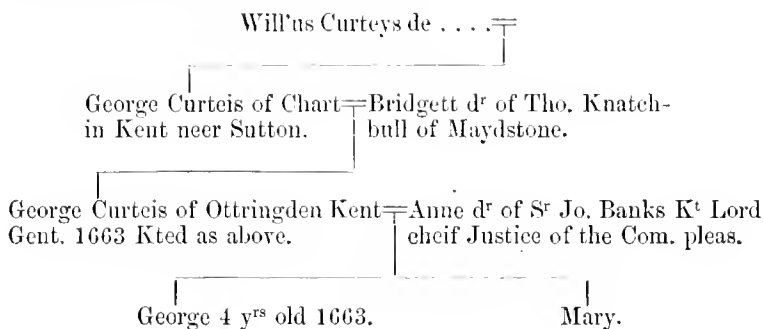 Will'us Curteys de . . . .
George Curteis of Chart Bridgett dʳ of Tho. Knatch-
in Kent neer Sutton. bull of Maydstone.
George Curteis of Ottringden Kent Anne dʳ of Sʳ Jo. Banks Kᵗ Lord
Gent. 1663 Kted as above. cheif Justice of the Com. pleas.
George 4 yʳˢ old 1663. Mary.